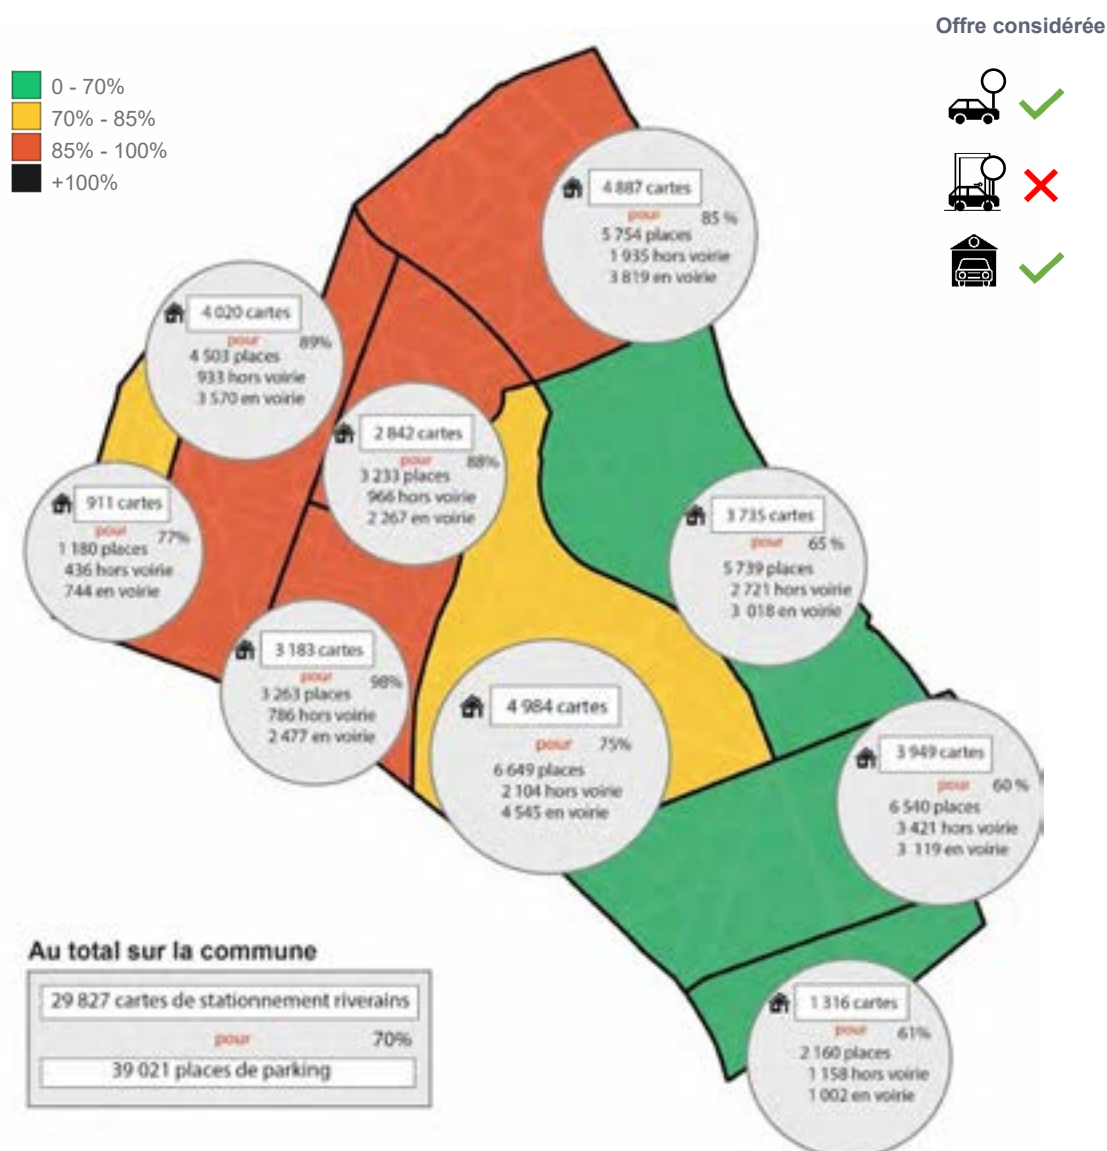 Offre considérée
0 - 70%
70% - 85%
85% - 100%
+100%
4 887 cartes
pour 85 %
5 754 places
1 935 hors voirie
3 819 en voirie
4 020 cartes
pour 89%
4 503 places
933 hors voirie
3 570 en voirie
2 842 cartes
pour 88%
3 233 places
966 hors voirie
2 267 en voirie
911 cartes
pour 77%
1 180 places
436 hors voirie
744 en voirie
3 735 cartes
pour 65 %
5 739 places
2 721 hors voirie
3 018 en voirie
3 183 cartes
pour 98%
3 263 places
786 hors voirie
2 477 en voirie
4 984 cartes
pour 75%
6 649 places
2 104 hors voirie
4 545 en voirie
3 949 cartes
pour 60 %
6 540 places
3 421 hors voirie
3 119 en voirie
1 316 cartes
pour 61%
2 160 places
1 158 hors voirie
1 002 en voirie
Au total sur la commune
29 827 cartes de stationnement riverains
pour 70%
39 021 places de parking